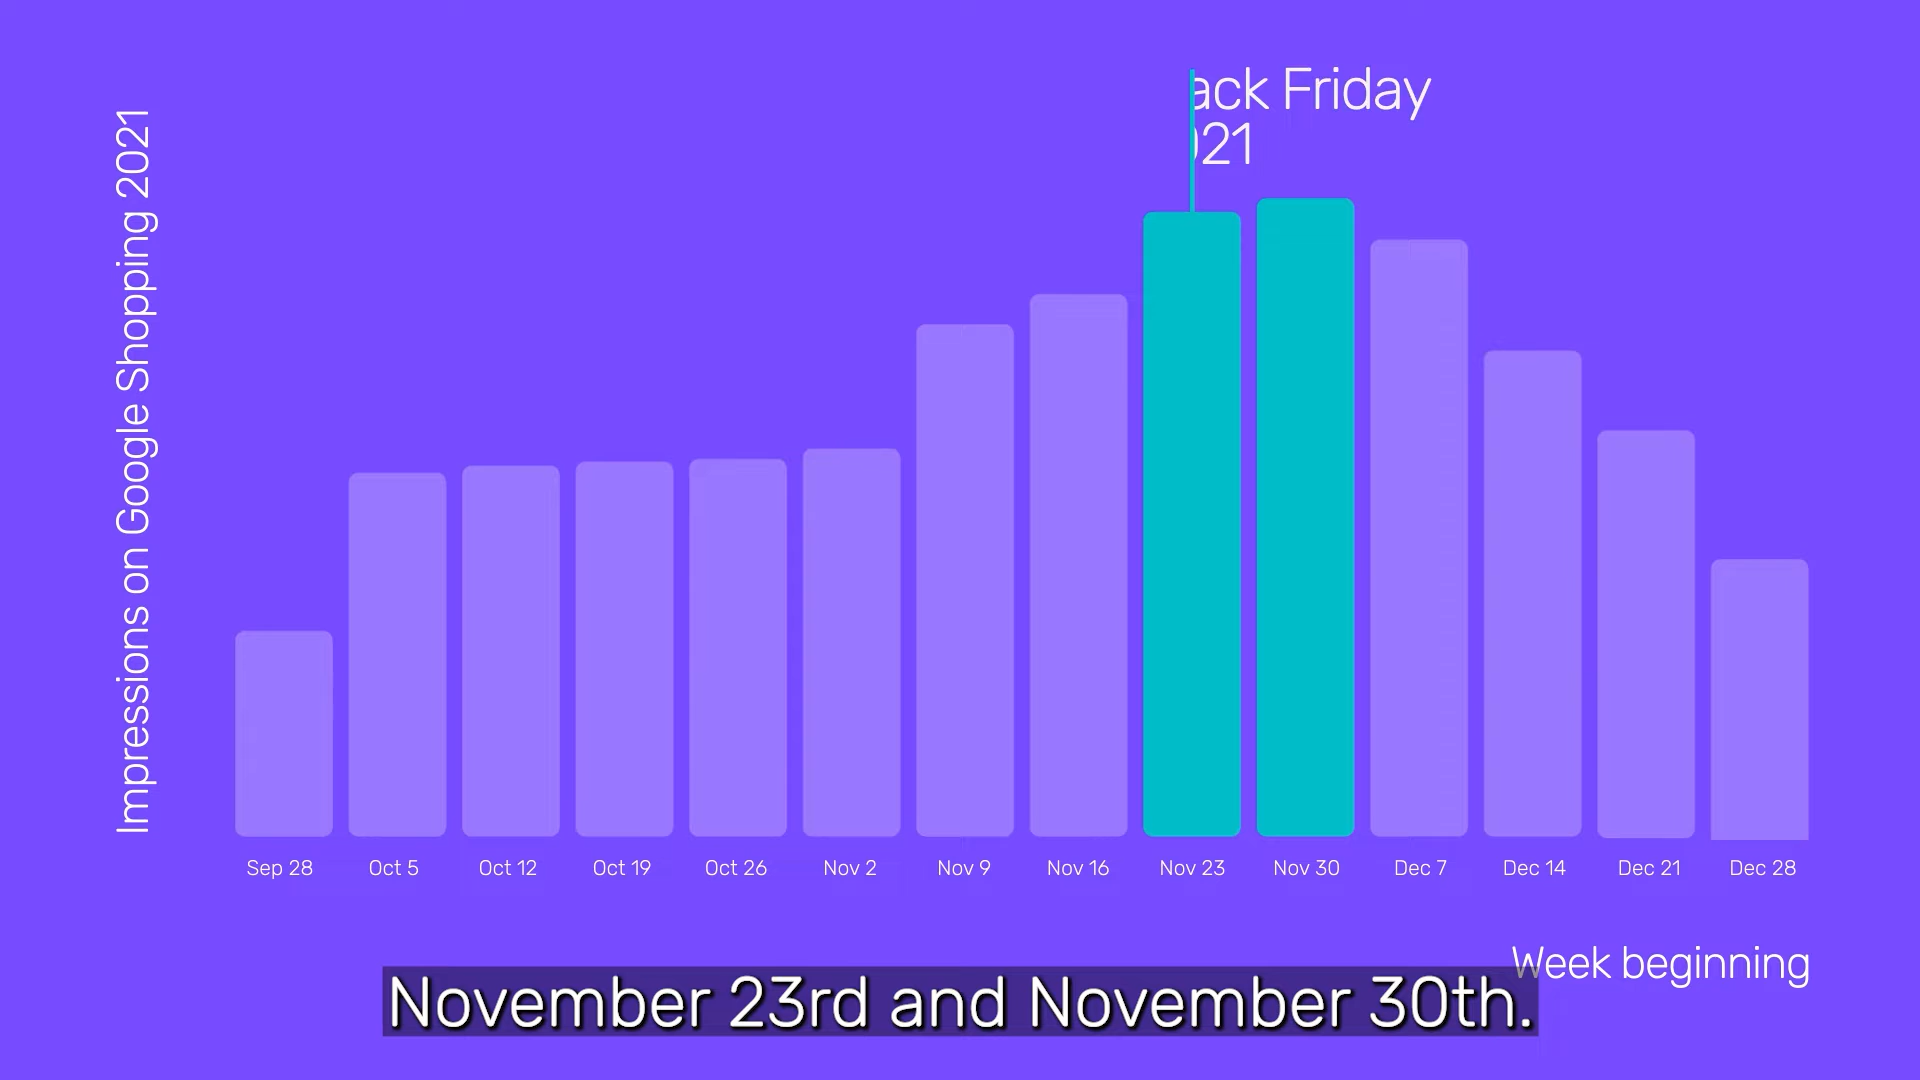 ack Friday
021
Impressions on Google Shopping 2021
Sep 28 Oct 5 Oct 12 Oct 19 Oct 26 Nov 2 Nov 9 Nov 16 Nov 23 Nov 30 Dec 7 Dec 14 Dec 21 Dec 28
Week beginning
November 23rd and November 30th.